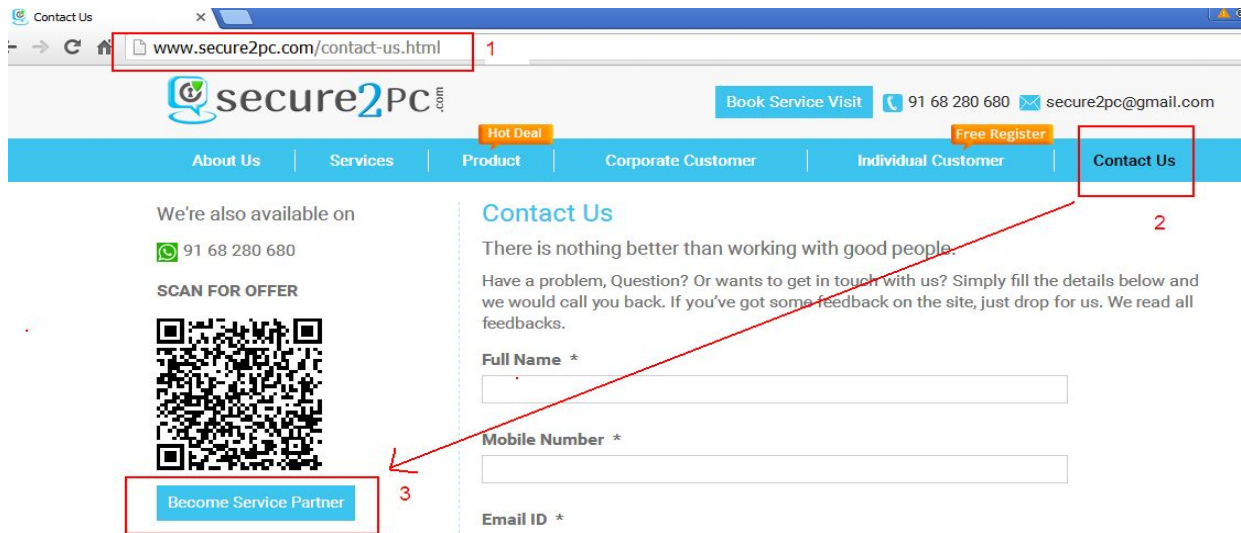 Contact Us
www.secure2pc.com/contact-us.html 1
secure2PC.com
Book Service Visit 91 68 280 680 secure2pc@gmail.com
Hot Deal Free Register
About Us Services Product Corporate Customer Individual Customer Contact Us
2
We're also available on
91 68 280 680
SCAN FOR OFFER
Become Service Partner 3
Contact Us
There is nothing better than working with good people.
Have a problem, Question? Or wants to get in touch with us? Simply fill the details below and
we would call you back. If you've got some feedback on the site, just drop for us. We read all
feedbacks.
Full Name *
Mobile Number *
Email ID *